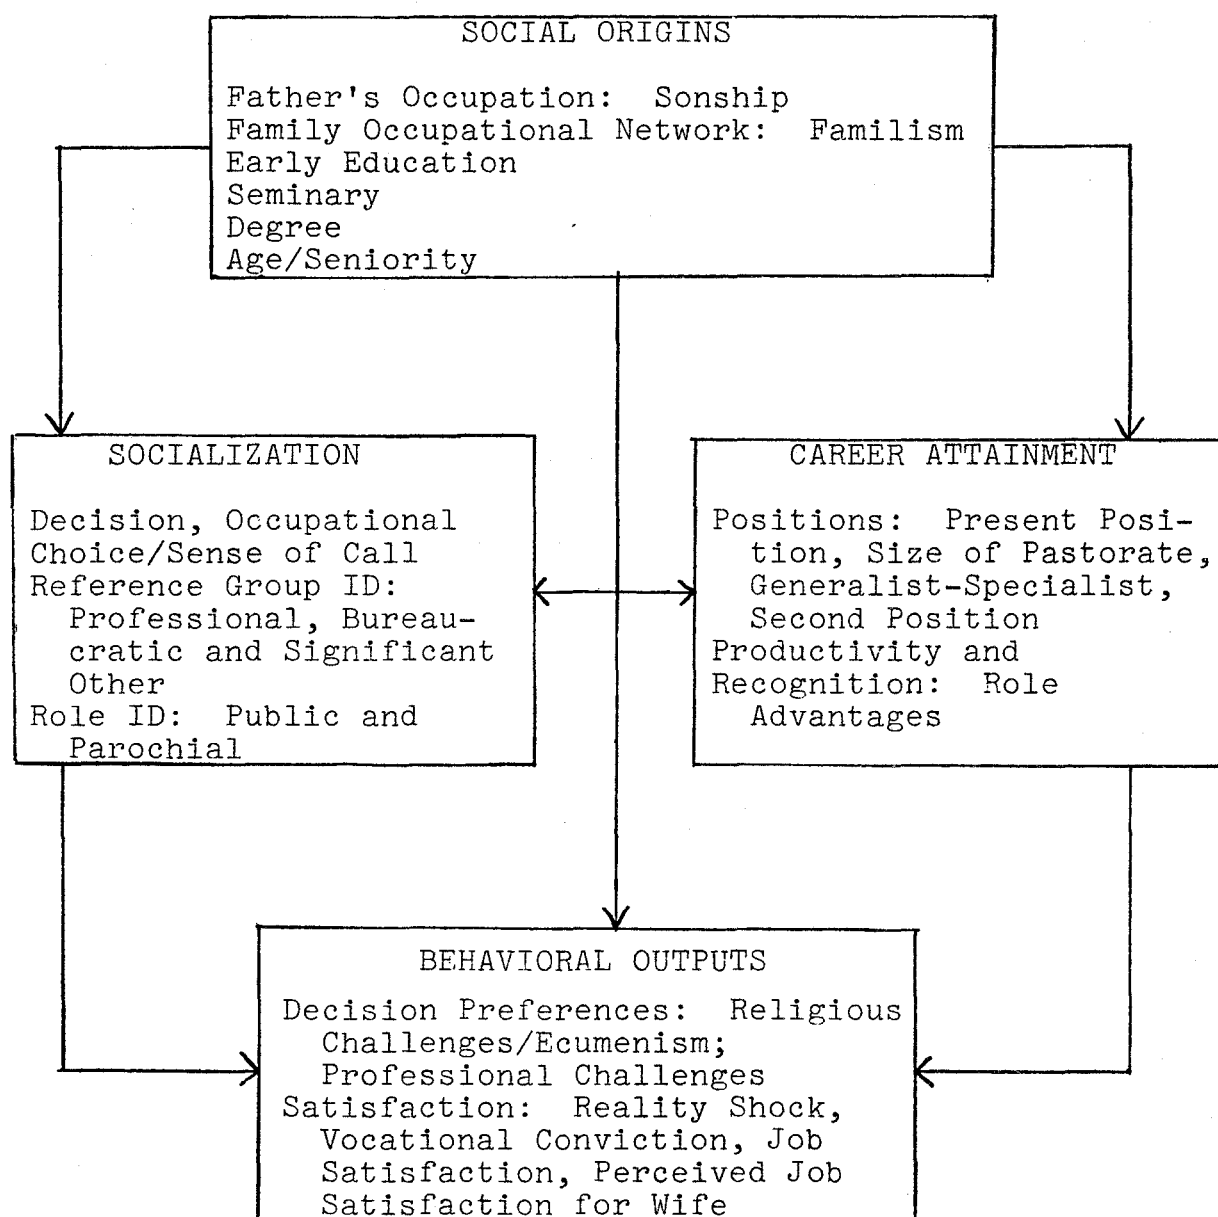 SOCIAL ORIGINS
Father's Occupation: Sonship
Family Occupational Network: Familism
Early Education
Seminary
Degree
Age/Seniority
SOCIALIZATION
Decision, Occupational
Choice/Sense of Call
Reference Group ID:
Professional, Bureau-
cratic and Significant
Other
Role ID: Public and
Parochial
CAREER ATTAINMENT
Positions: Present Posi-
tion, Size of Pastorate,
Generalist-Specialist,
Second Position
Productivity and
Recognition: Role
Advantages
BEHAVIORAL OUTPUTS
Decision Preferences: Religious
Challenges/Ecumenism;
Professional Challenges
Satisfaction: Reality Shock,
Vocational Conviction, Job
Satisfaction, Perceived Job
Satisfaction for Wife